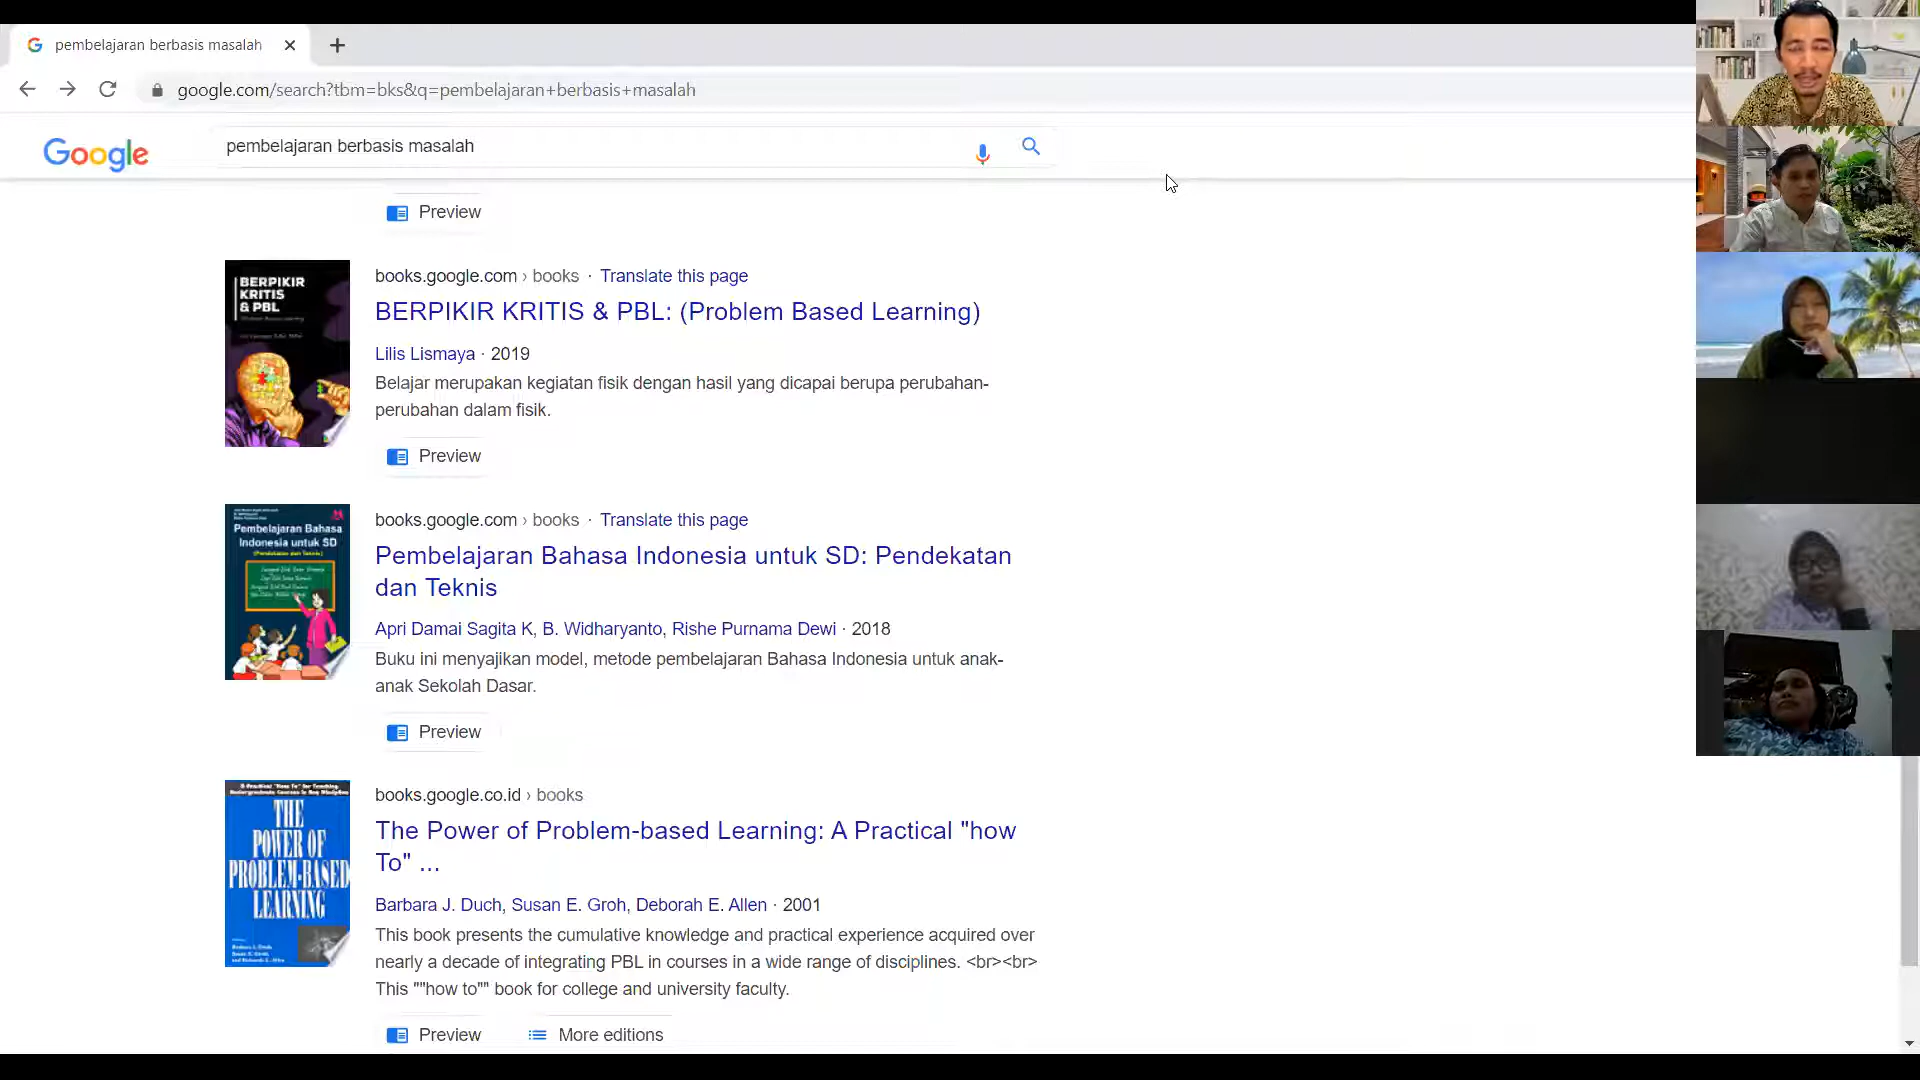 pembelajaran berbasis masalah
google.com/search?tbm=bks&q=pembelajaran+berbasis+masalah
Google
pembelajaran berbasis masalah
Preview
BERPIKIR
KRITIS
& PBL
books.google.com › books · Translate this page
BERPIKIR KRITIS & PBL: (Problem Based Learning)
Lilis Lismaya · 2019
Belajar merupakan kegiatan fisik dengan hasil yang dicapai berupa perubahan-
perubahan dalam fisik.
Preview
Pembelajaran Bahasa
Indonesia untuk SD
(Pendekatan dan Teknis)
books.google.com › books · Translate this page
Pembelajaran Bahasa Indonesia untuk SD: Pendekatan
dan Teknis
Apri Damai Sagita K, B. Widharyanto, Rishe Purnama Dewi · 2018
Buku ini menyajikan model, metode pembelajaran Bahasa Indonesia untuk anak-
anak Sekolah Dasar.
Preview
THE
POWER OF
PROBLEM-BASED
LEARNING
books.google.co.id › books
The Power of Problem-based Learning: A Practical "how
To" ...
Barbara J. Duch, Susan E. Groh, Deborah E. Allen · 2001
This book presents the cumulative knowledge and practical experience acquired over
nearly a decade of integrating PBL in courses in a wide range of disciplines. <br><br>
This ""how to"" book for college and university faculty.
Preview
More editions